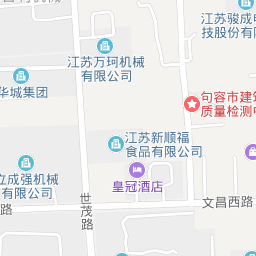 江苏骏成电
技股份有限
江苏万珂机械
有限公司
华城集团
句容市建
质量检测中
江苏新顺福
食品有限公司
立成强机械
有限公司
皇冠酒店
世茂路
文昌西路
路